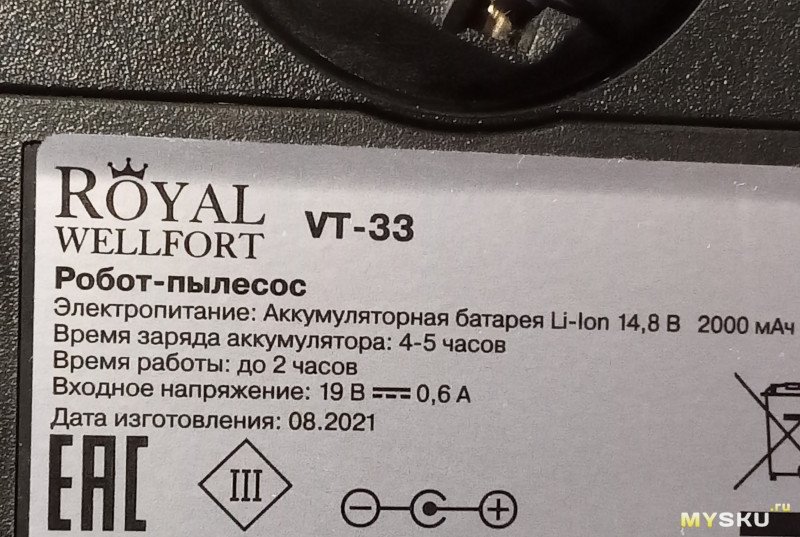 ROYAL
WELLFORT
VT-33
Робот-пылесос
Электропитание: Аккумуляторная батарея Li-Ion 14,8 В 2000 мАч
Время заряда аккумулятора: 4-5 часов
Время работы: до 2 часов
Входное напряжение: 19 В 0,6 А
Дата изготовления: 08.2021
EAC
III
MYSKU.ru